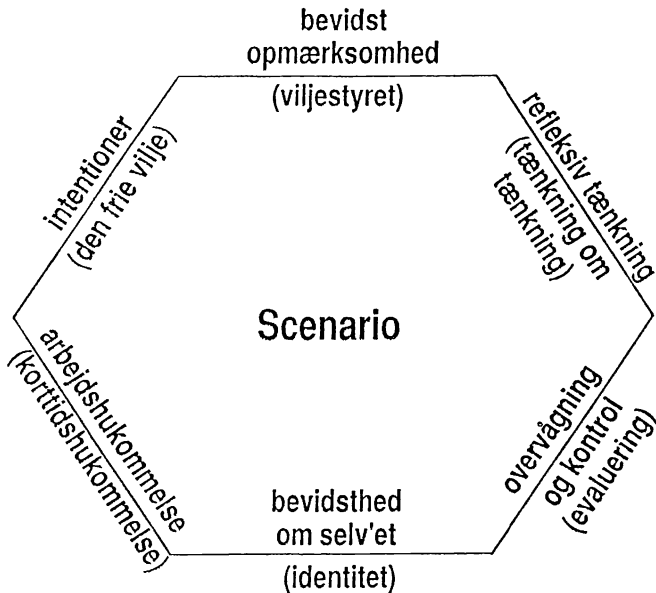 bevidst
opmærksomhed
(viljestyret)
refleksiv tænkning
(tænkning om
tænkning)
intentioner
(den frie vilje)
Scenario
arbejdshukommelse
(korttidshukommelse)
overvågning
og kontrol
(evaluering)
bevidsthed
om selv'et
(identitet)